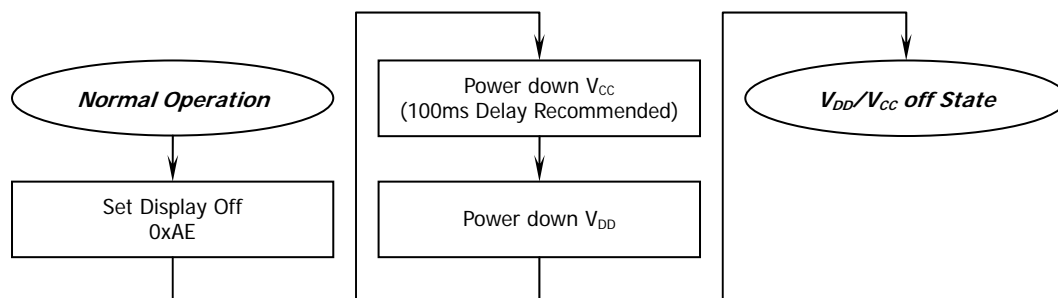 Normal Operation
Set Display Off
0xAE
Power down VCC
(100ms Delay Recommended)
Power down VDD
VDD/VCC off State